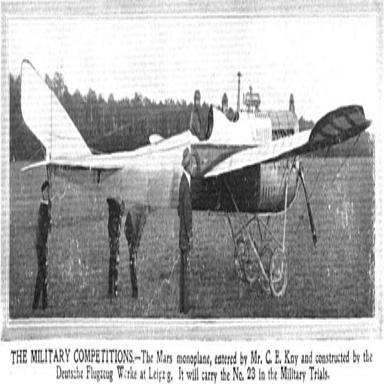 THE MILITARY COMPETITIONS.—The Mars monoplane, entered by Mr. C. E. Kny and constructed by the
Deutsche Flugzeug Werke at Leipzig. It will carry the No. 23 in the Military Trials.